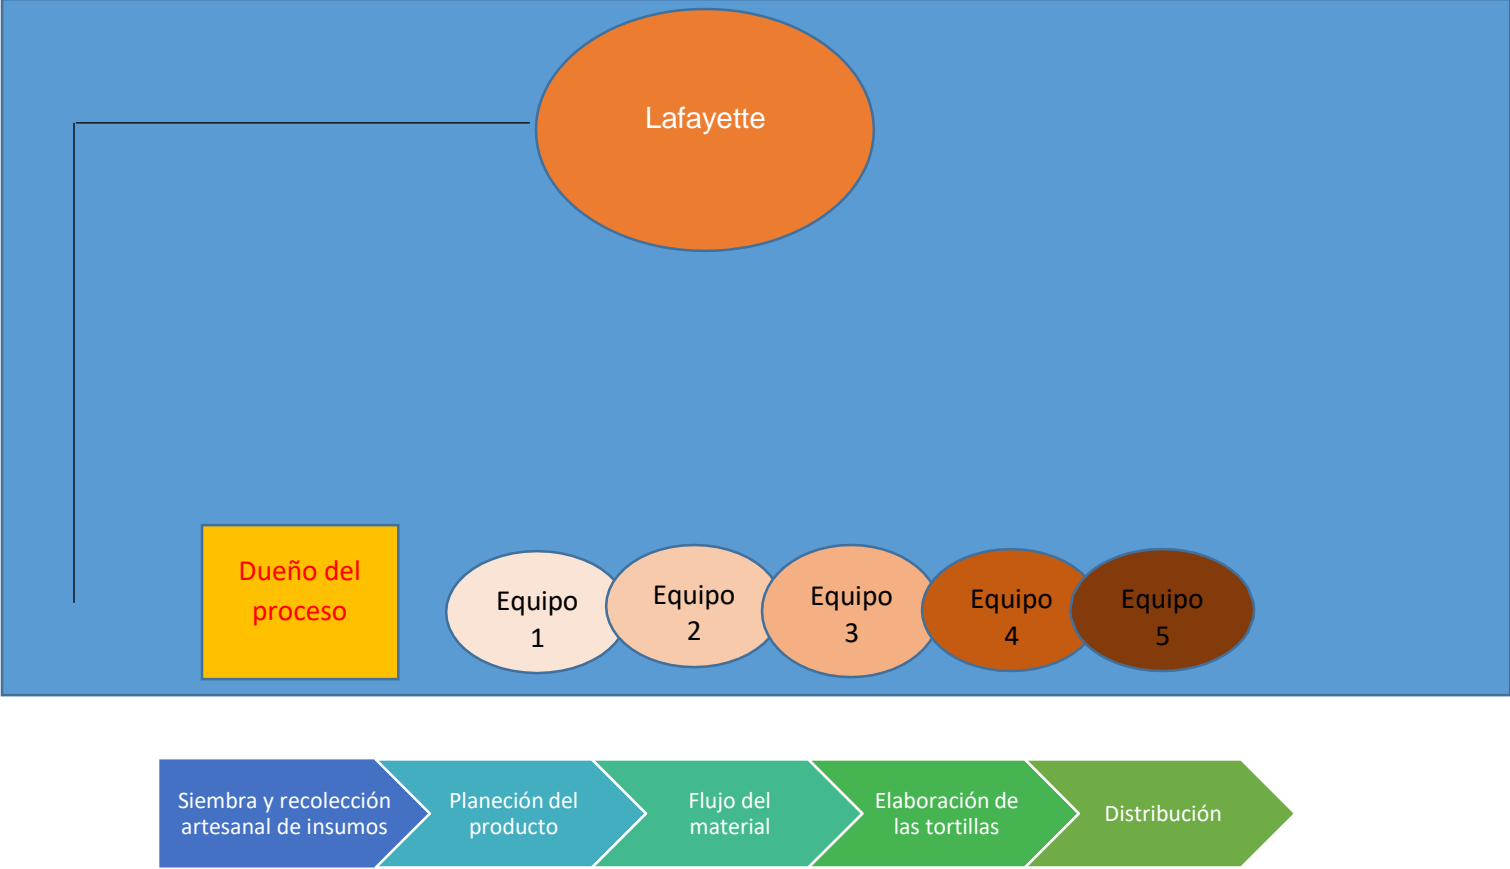 Lafayette
Dueño del
proceso
Equipo
1
Equipo
2
Equipo
3
Equipo
4
Equipo
5
Siembra y recolección
artesanal de insumos
Planeción del
producto
Flujo del
material
Elaboración de
las tortillas
Distribución